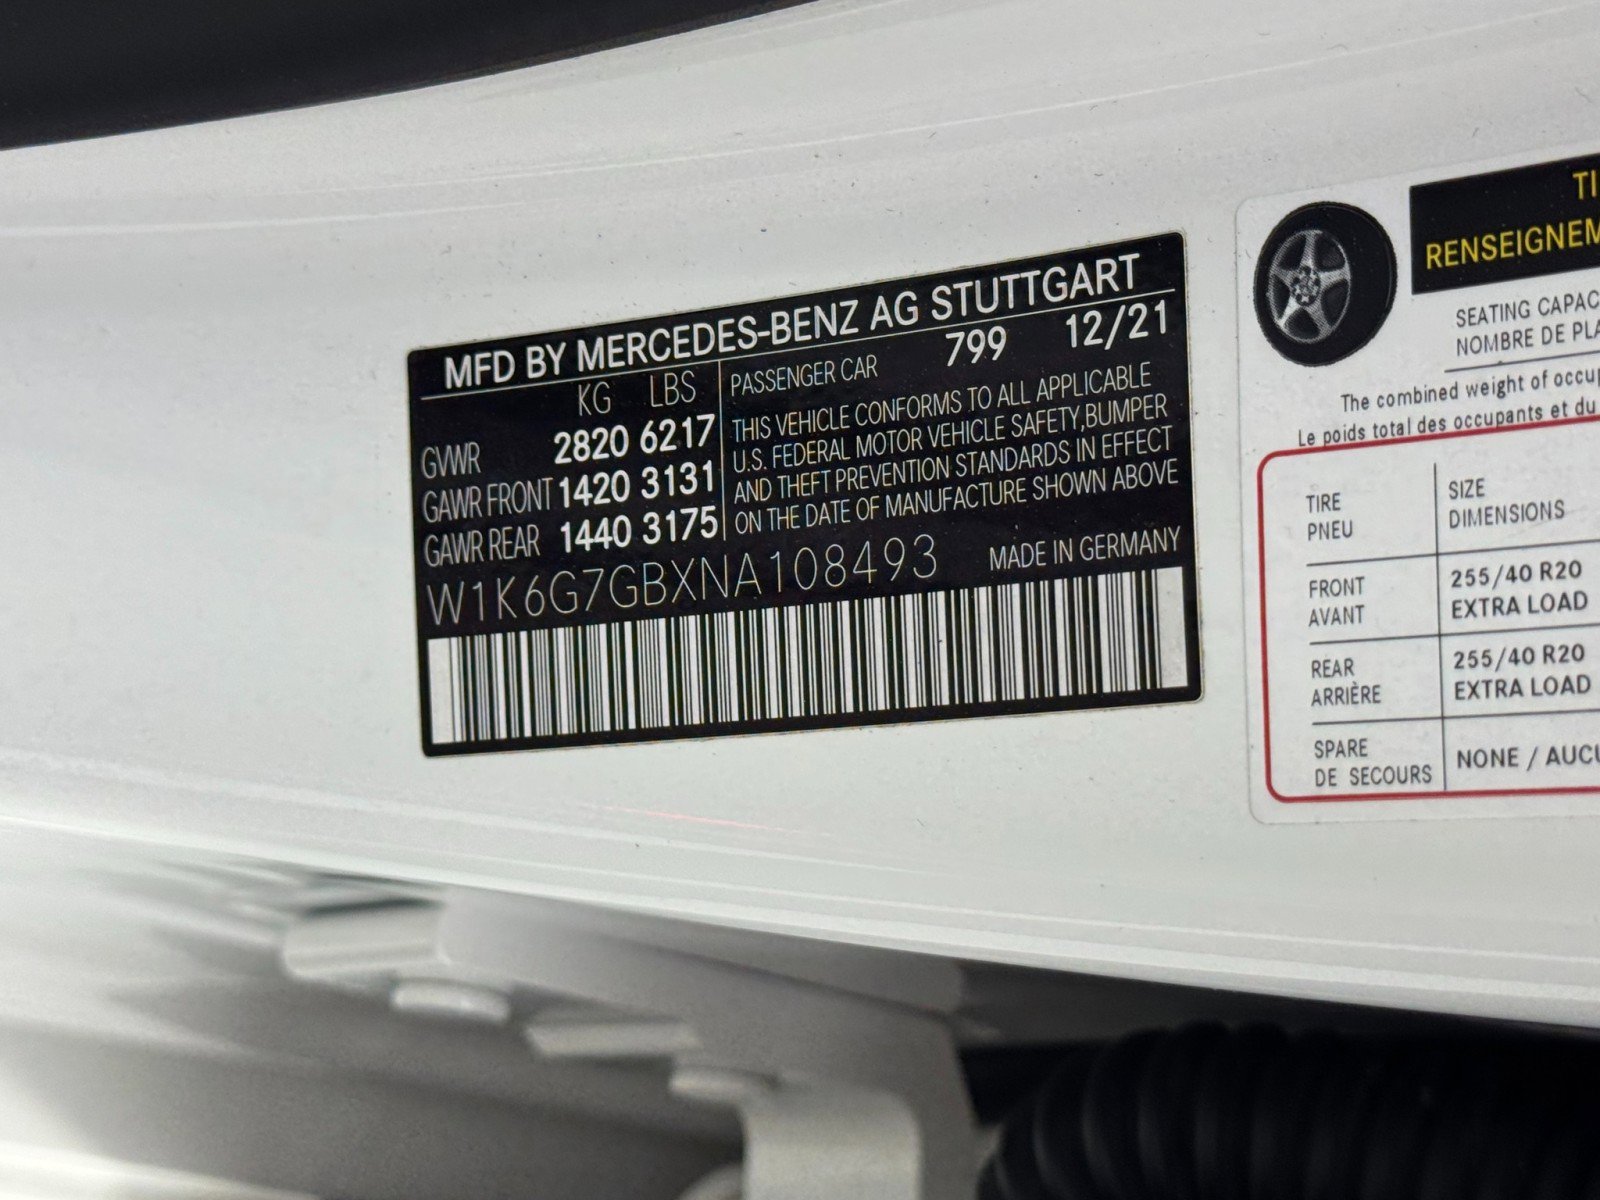 MFD BY MERCEDES-BENZ AG STUTTGART
KG LBS
GVWR 2820 6217
GAWR FRONT 1420 3131
GAWR REAR 1440 3175
PASSENGER CAR 799 12/21
THIS VEHICLE CONFORMS TO ALL APPLICABLE
U.S. FEDERAL MOTOR VEHICLE SAFETY,BUMPER
AND THEFT PREVENTION STANDARDS IN EFFECT
ON THE DATE OF MANUFACTURE SHOWN ABOVE
W1K6G7GBXNA108493 MADE IN GERMANY
TI
RENSEIGNEM
SEATING CAPAC
NOMBRE DE PLA
The combined weight of occup
Le poids total des occupants et du
TIRE
PNEU
SIZE
DIMENSIONS
FRONT
AVANT
255/40 R20
EXTRA LOAD
REAR
ARRIÈRE
255/40 R20
EXTRA LOAD
SPARE
DE SECOURS
NONE / AUCU